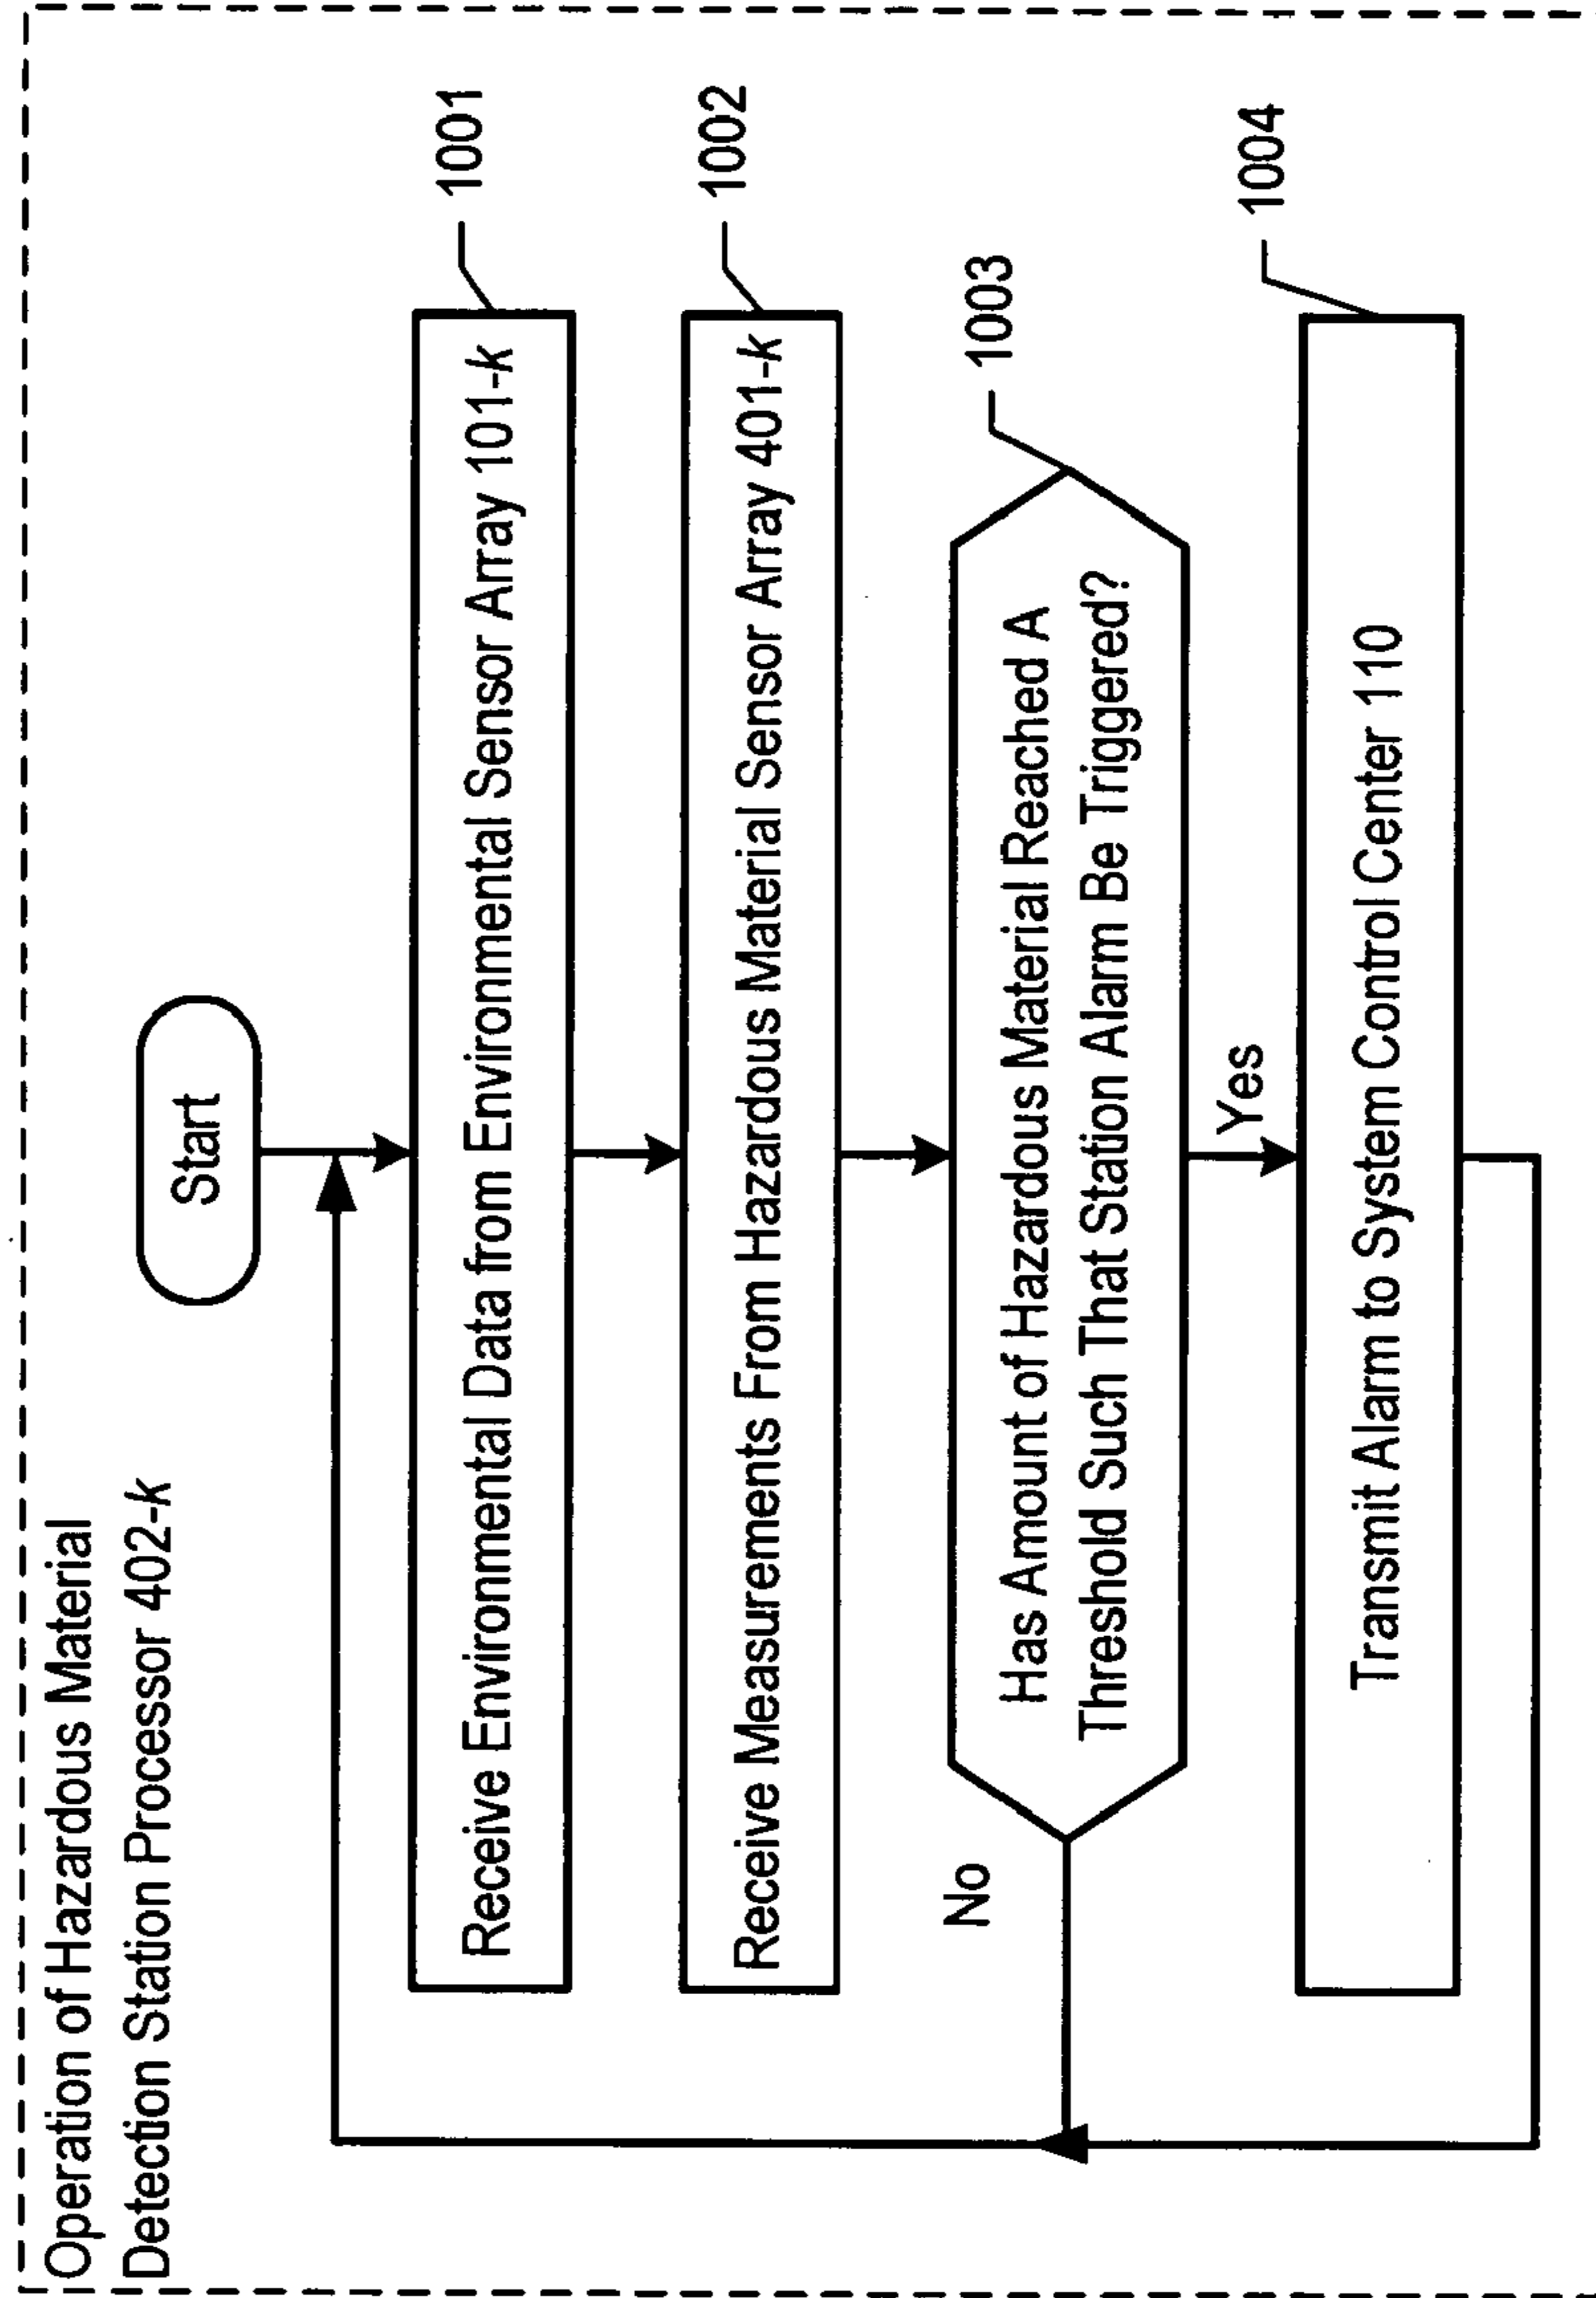 Operation of Hazardous Material
Detection Station Processor 402-k
Start
Receive Environmental Data from Environmental Sensor Array 101-k
1001
Receive Measurements From Hazardous Material Sensor Array 401-k
1002
Has Amount of Hazardous Material Reached A
Threshold Such That Station Alarm Be Triggered?
1003
No
Yes
Transmit Alarm to System Control Center 110
1004